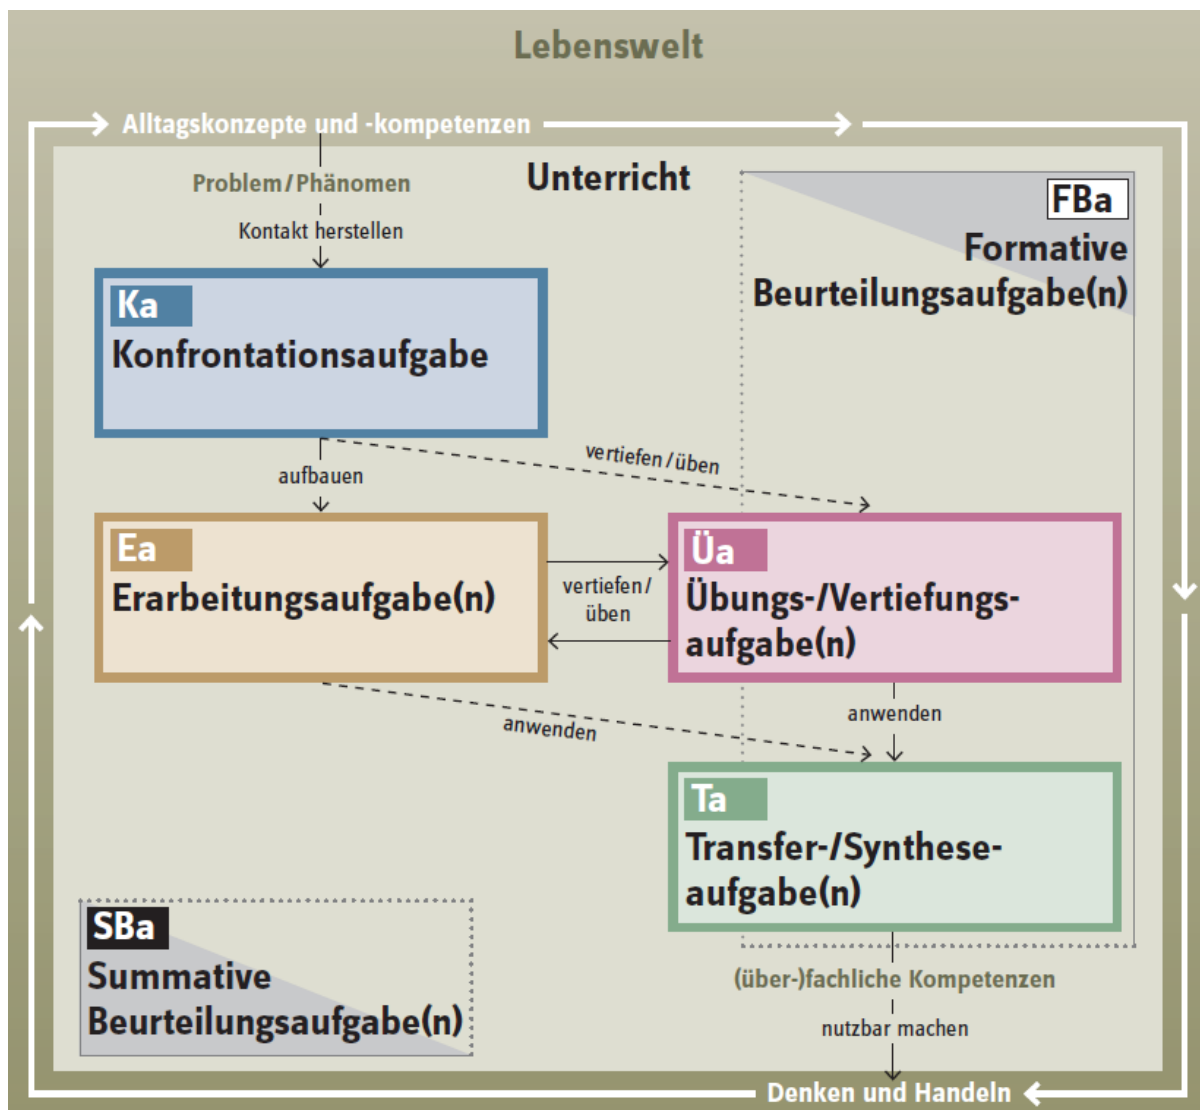 Lebenswelt
Alltagskonzepte und -kompetenzen
Problem/Phänomen
Kontakt herstellen
Unterricht
FBa
Formative
Beurteilungsaufgabe(n)
Ka
Konfrontationsaufgabe
aufbauen
vertiefen/üben
Ea
Erarbeitungsaufgabe(n)
vertiefen/
üben
Üa
Übungs-/Vertiefungs-
aufgabe(n)
anwenden
anwenden
Ta
Transfer-/Synthese-
aufgabe(n)
SBa
Summative
Beurteilungsaufgabe(n)
(über-)fachliche Kompetenzen
nutzbar machen
Denken und Handeln